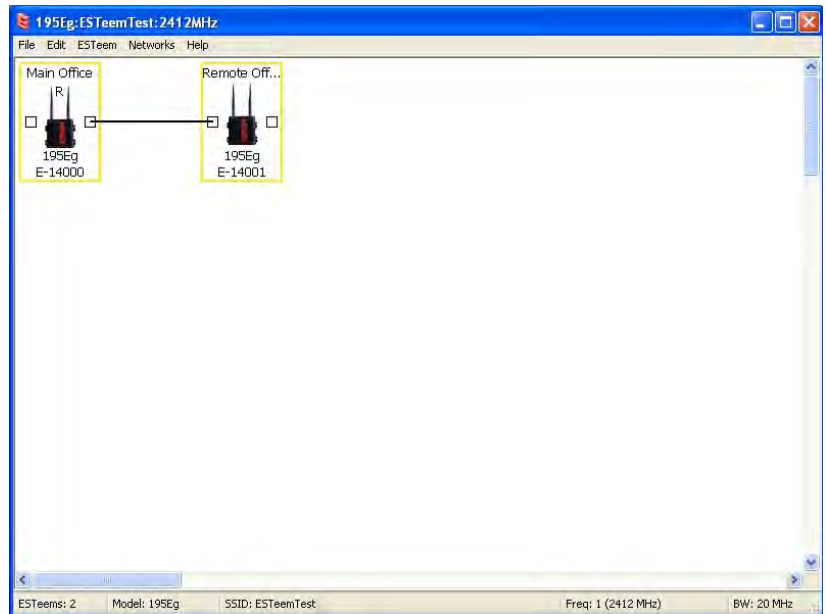 195Eg:ESTeemTest:2412MHz
File Edit ESTeem Networks Help
Main Office Remote Off...
R
195Eg 195Eg
E-14000 E-14001
ESTeems: 2 Model: 195Eg SSID: ESTeemTest Freq: 1 (2412 MHz) BW: 20 MHz